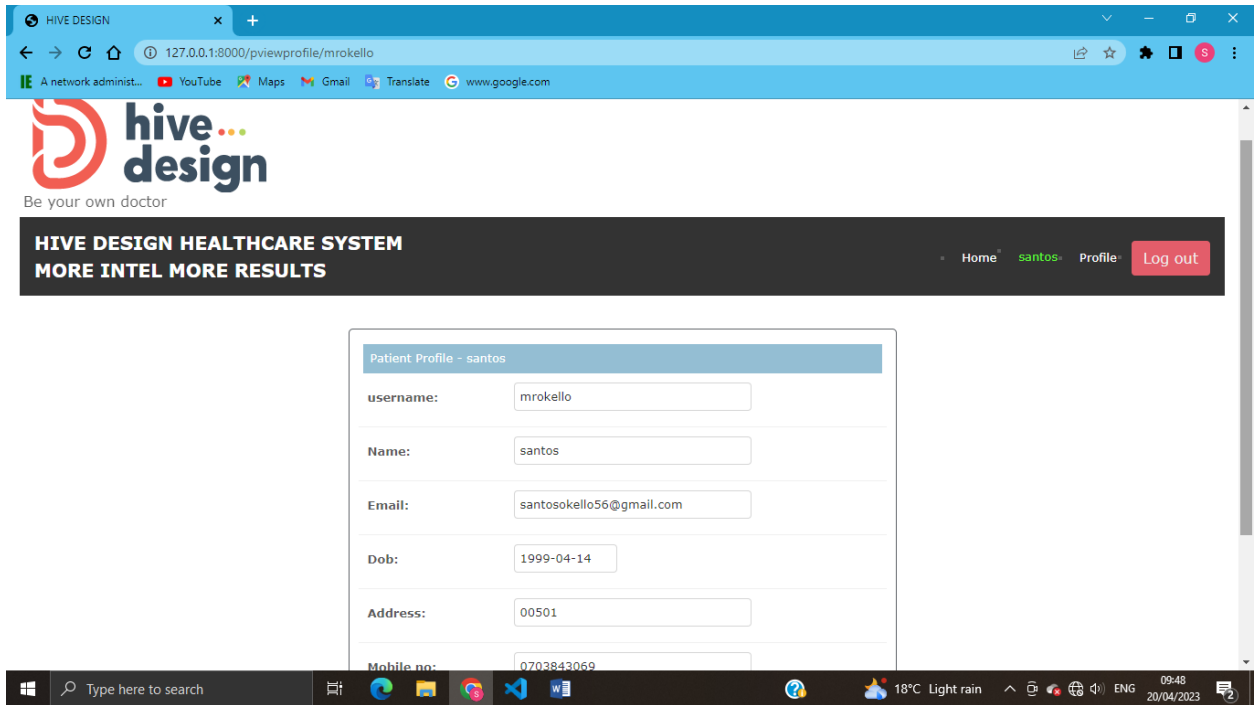 HIVE DESIGN
127.0.0.1:8000/pviewprofile/mrokello
S
A network administ... YouTube Maps Gmail Translate www.google.com
hive...
design
Be your own doctor
HIVE DESIGN HEALTHCARE SYSTEM
MORE INTEL MORE RESULTS
Home santos Profile Log out
Patient Profile - santos
username: mrokello
Name: santos
Email: santosokello56@gmail.com
Dob: 1999-04-14
Address: 00501
Mobile no: 0703843069
Type here to search
18°C Light rain ENG
09:48
20/04/2023
2